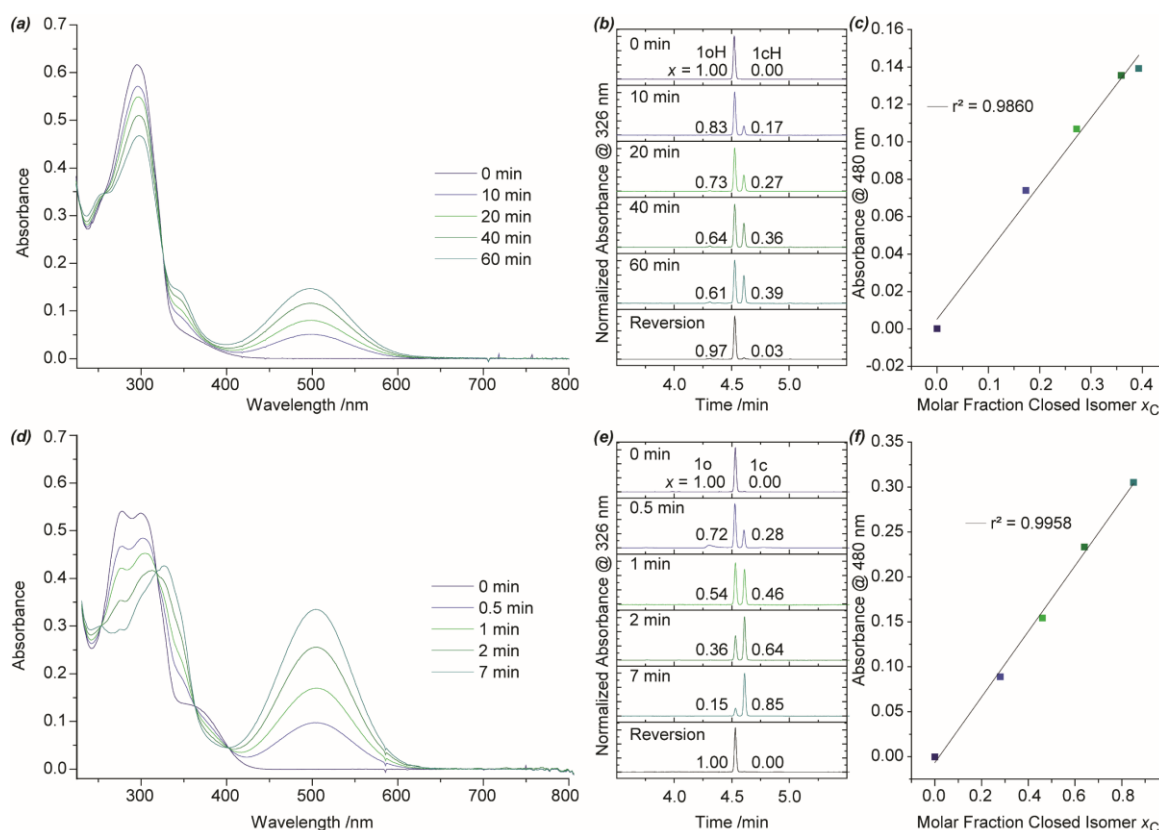 (a)
0.7
0.6
0.5
0.4
0.3
0.2
0.1
0.0
Absorbance
0 min
10 min
20 min
40 min
60 min
300 400 500 600 700 800
Wavelength /nm
(b)
Normalized Absorbance @ 326 nm
0 min 1oH 1cH
x = 1.00 0.00
10 min
0.83 0.17
20 min
0.73 0.27
40 min
0.64 0.36
60 min
0.61 0.39
Reversion
0.97 0.03
4.0 4.5 5.0
Time /min
(c)
0.16
0.14
0.12
0.10
0.08
0.06
0.04
0.02
0.00
-0.02
Absorbance @ 480 nm
r² = 0.9860
0.0 0.1 0.2 0.3 0.4
Molar Fraction Closed Isomer xC
(d)
0.7
0.6
0.5
0.4
0.3
0.2
0.1
0.0
Absorbance
0 min
0.5 min
1 min
2 min
7 min
300 400 500 600 700 800
Wavelength /nm
(e)
Normalized Absorbance @ 326 nm
0 min 1o 1c
x = 1.00 0.00
0.5 min
0.72 0.28
1 min
0.54 0.46
2 min
0.36 0.64
7 min
0.15 0.85
Reversion
1.00 0.00
4.0 4.5 5.0
Time /min
(f)
0.35
0.30
0.25
0.20
0.15
0.10
0.05
0.00
Absorbance @ 480 nm
r² = 0.9958
0.0 0.2 0.4 0.6 0.8
Molar Fraction Closed Isomer xC